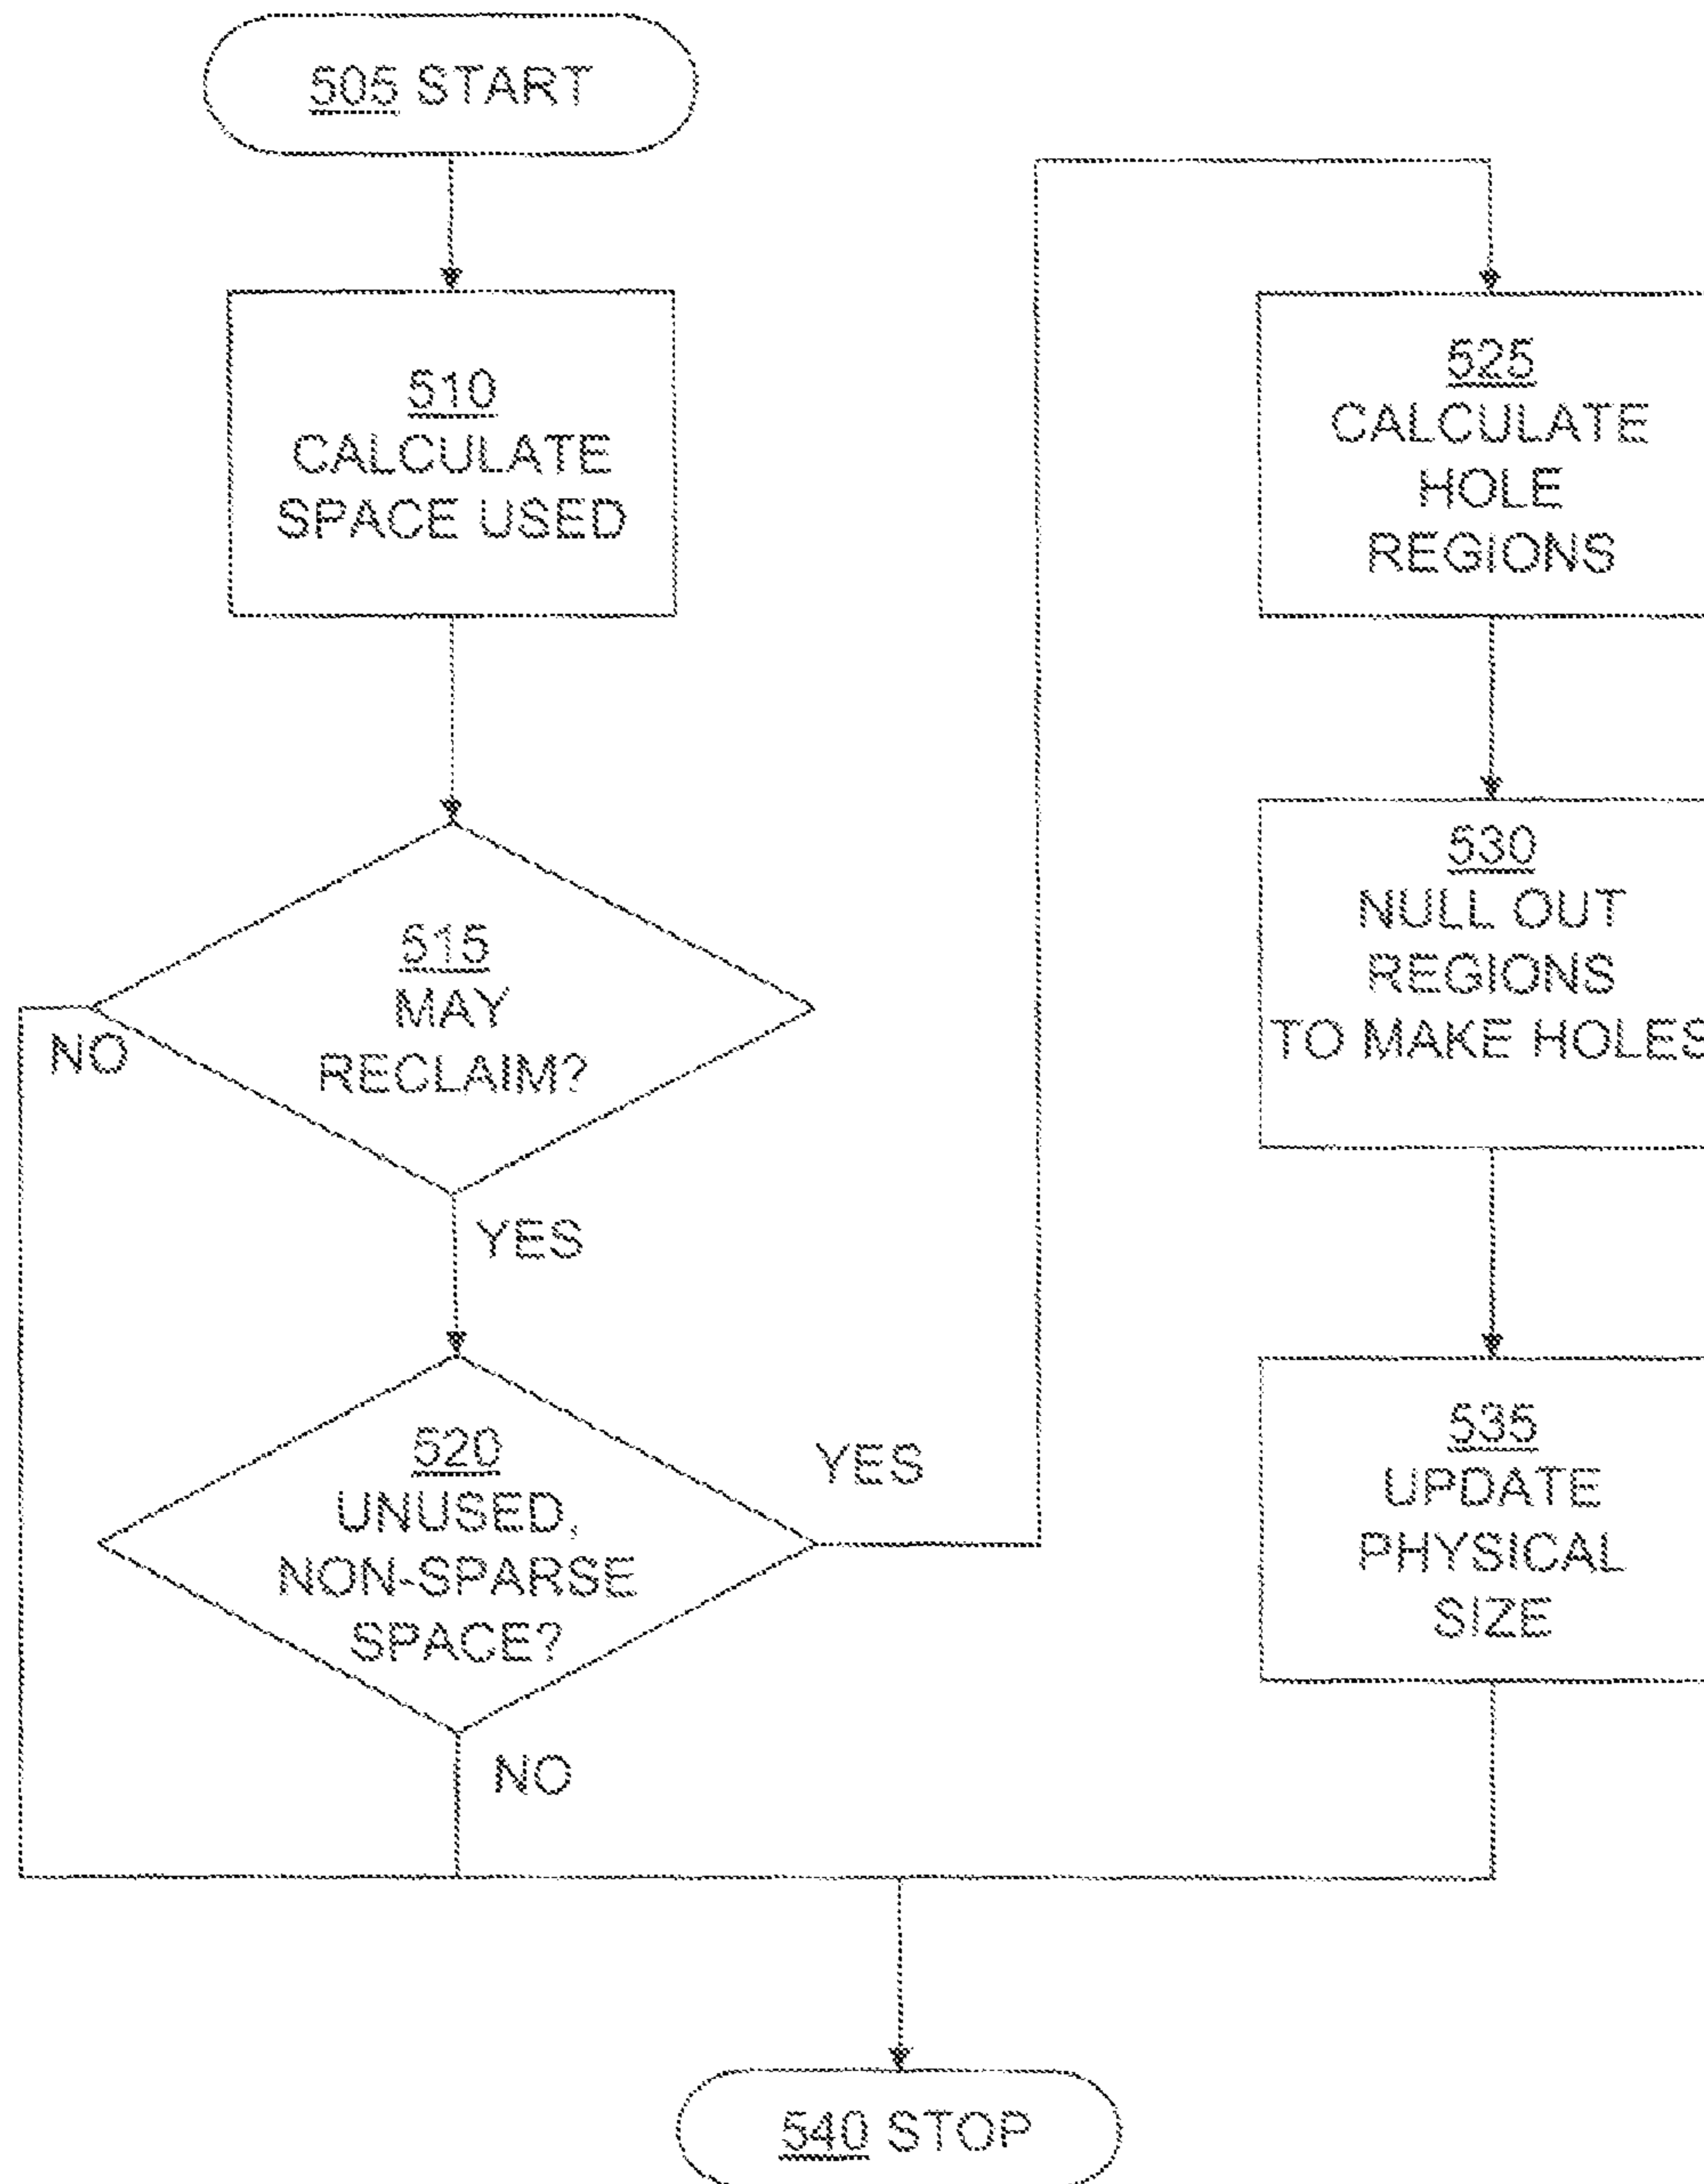 505 START
510
CALCULATE
SPACE USED
515
MAY
RECLAIM?
NO
YES
520
UNUSED,
NON-SPARSE
SPACE?
YES
NO
525
CALCULATE
HOLE
REGIONS
530
NULL OUT
REGIONS
TO MAKE HOLES
535
UPDATE
PHYSICAL
SIZE
540 STOP